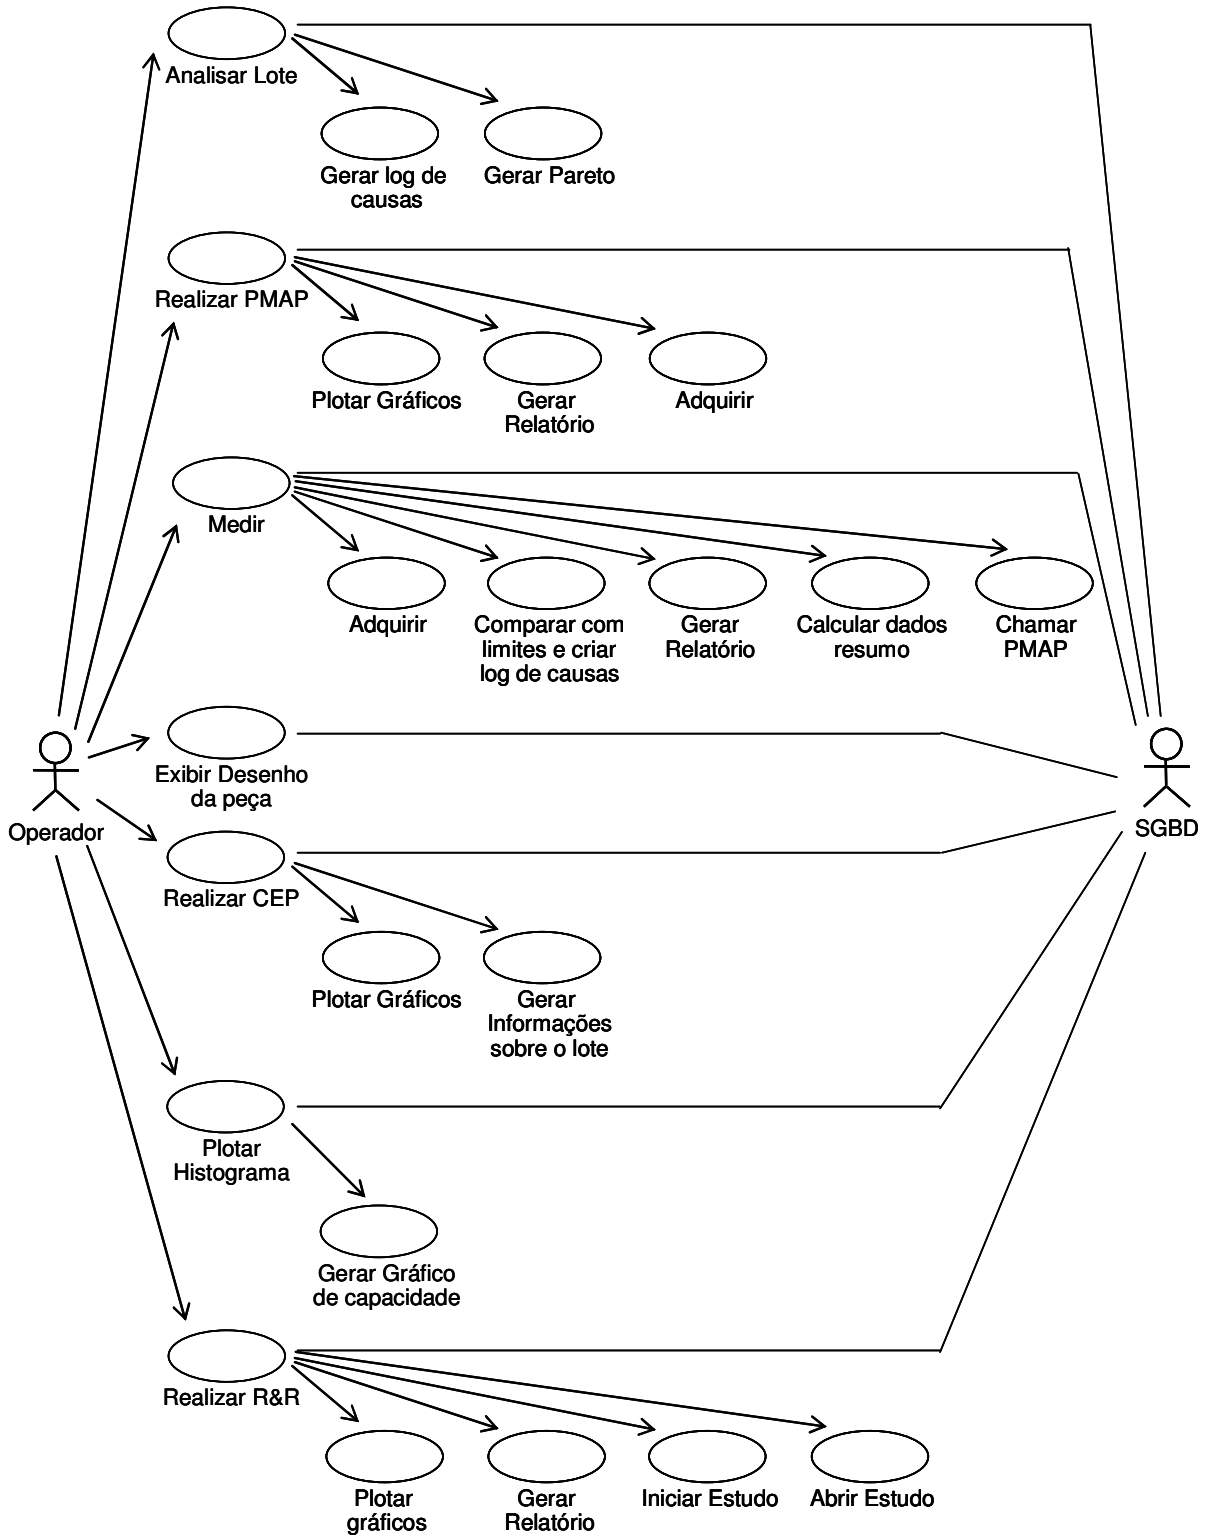 Analisar Lote
Gerar log de
causas
Gerar Pareto
Realizar PMAP
Plotar Gráficos
Gerar
Relatório
Adquirir
Medir
Adquirir
Comparar com
limites e criar
log de causas
Gerar
Relatório
Calcular dados
resumo
Chamar
PMAP
Exibir Desenho
da peça
Operador
SGBD
Realizar CEP
Plotar Gráficos
Gerar
Informações
sobre o lote
Plotar
Histograma
Gerar Gráfico
de capacidade
Realizar R&R
Plotar
gráficos
Gerar
Relatório
Iniciar Estudo
Abrir Estudo